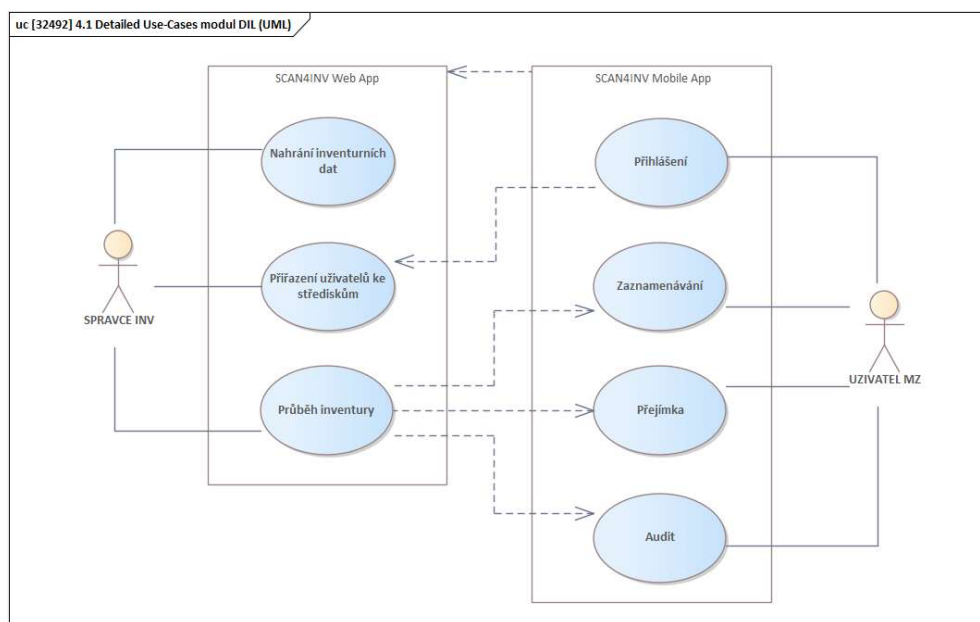 uc [32492] 4.1 Detailed Use-Cases modul DIL (UML)
SCAN4INV Web App
SCAN4INV Mobile App
Nahrání inventurních
dat
Přihlášení
Přiřazení uživatelů ke
střediskům
Zaznamenávání
SPRAVCE INV
UZIVATEL MZ
Průběh inventury
Přejímka
Audit